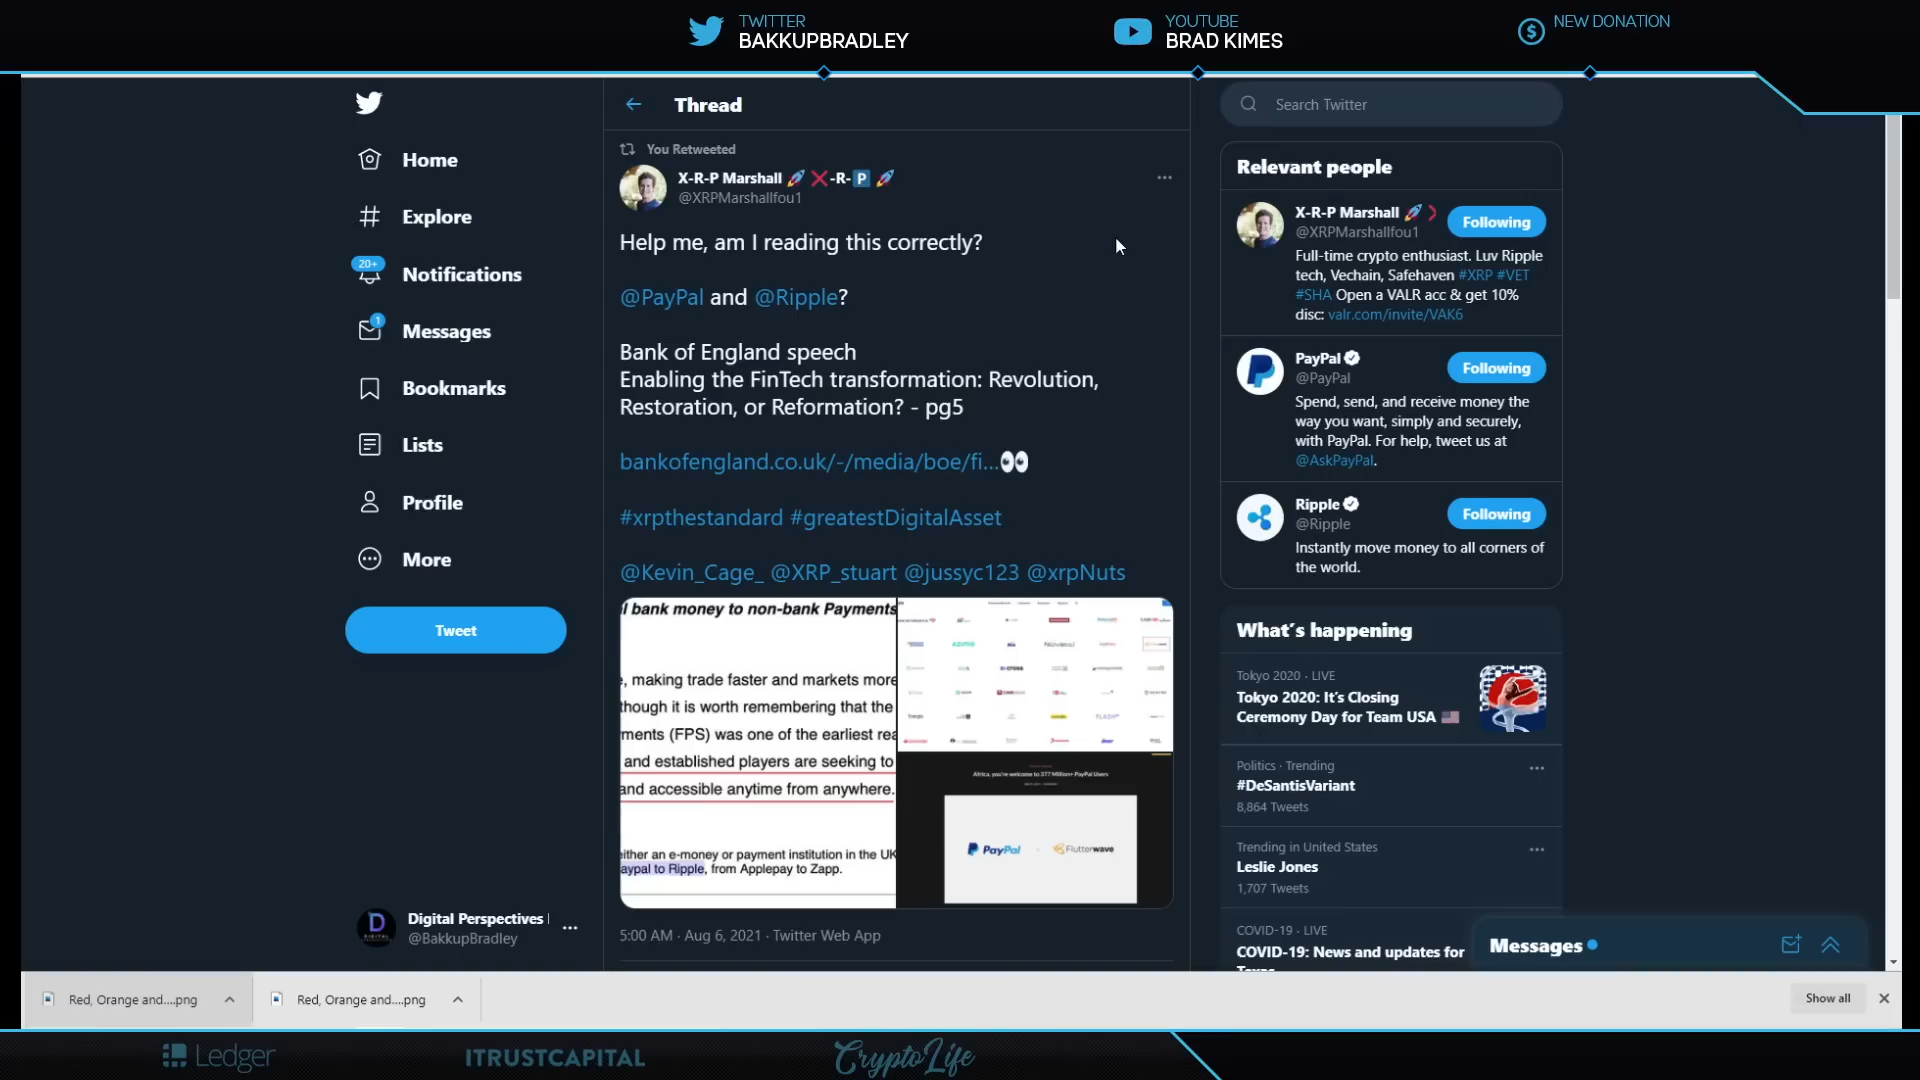 TWITTER
BAKKUPBRADLEY
YOUTUBE
BRAD KIMES
NEW DONATION
Home
Explore
20+
Notifications
1
Messages
Bookmarks
Lists
Profile
More
Tweet
Digital Perspectives
@BakkupBradley
Thread
You Retweeted
X-R-P Marshall 🚀 ❌-R-🅿 🚀
@XRPMarshallfou1
Help me, am I reading this correctly?
@PayPal and @Ripple?
Bank of England speech
Enabling the FinTech transformation: Revolution,
Restoration, or Reformation? - pg5
bankofengland.co.uk/-/media/boe/fi...👀
#xrpthestandard #greatestDigitalAsset
@Kevin_Cage_ @XRP_stuart @jussyc123 @xrpNuts
l bank money to non-bank Payments
, making trade faster and markets more
though it is worth remembering that the
ments (FPS) was one of the earliest rea
and established players are seeking to
and accessible anytime from anywhere.
either an e-money or payment institution in the UK
aypal to Ripple, from Applepay to Zapp.
Africa, you're welcome to 377 Million+ PayPal Users
PayPal
Flutterwave
5:00 AM · Aug 6, 2021 · Twitter Web App
Search Twitter
Relevant people
X-R-P Marshall 🚀
@XRPMarshallfou1
Following
Full-time crypto enthusiast. Luv Ripple
tech, Vechain, Safehaven #XRP #VET
#SHA Open a VALR acc & get 10%
disc: valr.com/invite/VAK6
PayPal
@PayPal
Following
Spend, send, and receive money the
way you want, simply and securely,
with PayPal. For help, tweet us at
@AskPayPal.
Ripple
@Ripple
Following
Instantly move money to all corners of
the world.
What's happening
Tokyo 2020 · LIVE
Tokyo 2020: It's Closing
Ceremony Day for Team USA 🇺🇸
Politics · Trending
#DeSantisVariant
8,864 Tweets
Trending in United States
Leslie Jones
1,707 Tweets
COVID-19 · LIVE
COVID-19: News and updates for
Texas
Messages
Red, Orange and....png
Red, Orange and....png
Show all
Ledger
ITRUSTCAPITAL
CryptoLife